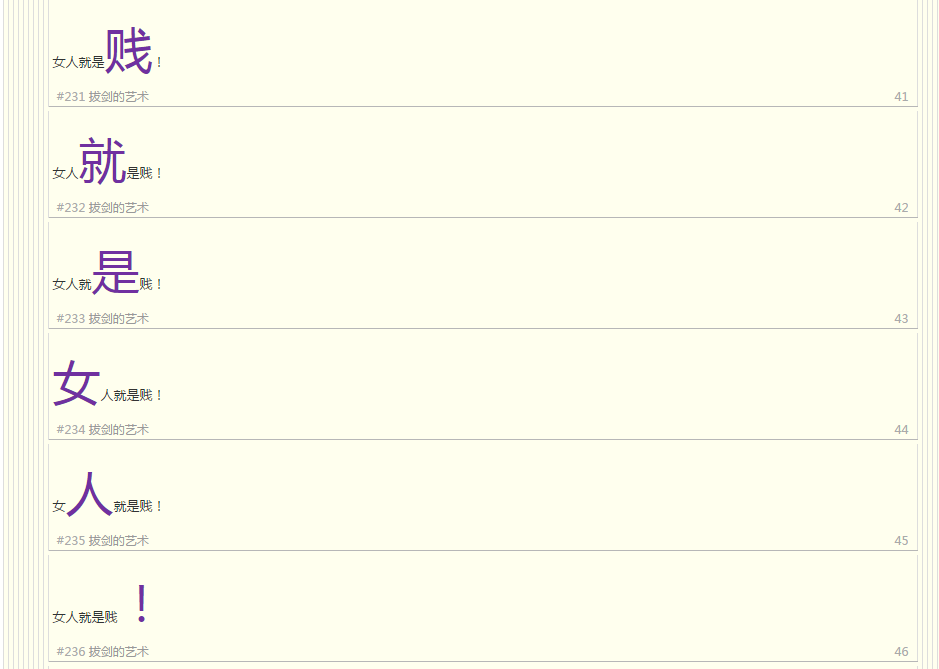 女人就是贱！
#231 拔剑的艺术 41
女人就是贱！
#232 拔剑的艺术 42
女人就是贱！
#233 拔剑的艺术 43
女人就是贱！
#234 拔剑的艺术 44
女人就是贱！
#235 拔剑的艺术 45
女人就是贱！
#236 拔剑的艺术 46